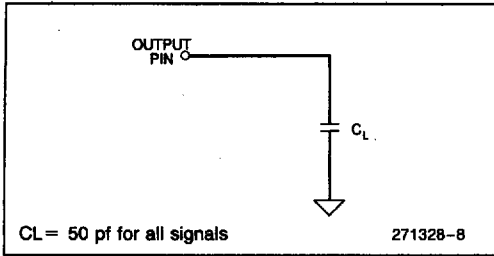 OUTPUT
PIN
CL
CL= 50 pf for all signals
271328-8